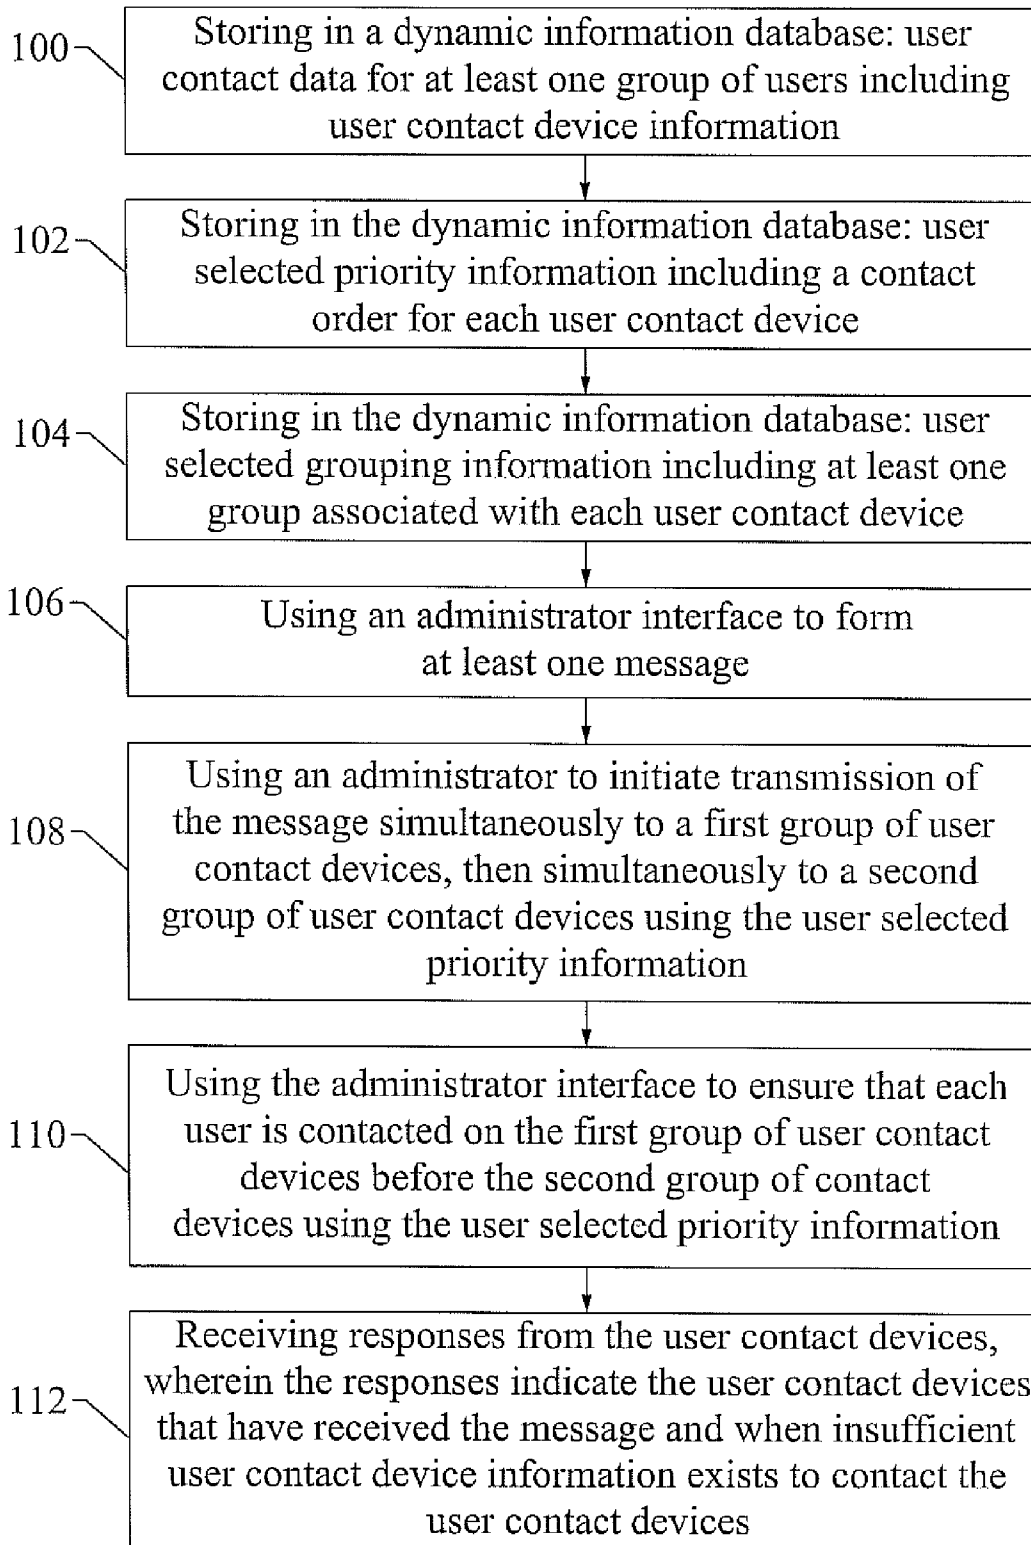 100
Storing in a dynamic information database: user
contact data for at least one group of users including
user contact device information
102
Storing in the dynamic information database: user
selected priority information including a contact
order for each user contact device
104
Storing in the dynamic information database: user
selected grouping information including at least one
group associated with each user contact device
106
Using an administrator interface to form
at least one message
108
Using an administrator to initiate transmission of
the message simultaneously to a first group of user
contact devices, then simultaneously to a second
group of user contact devices using the user selected
priority information
110
Using the administrator interface to ensure that each
user is contacted on the first group of user contact
devices before the second group of contact
devices using the user selected priority information
112
Receiving responses from the user contact devices,
wherein the responses indicate the user contact devices
that have received the message and when insufficient
user contact device information exists to contact the
user contact devices